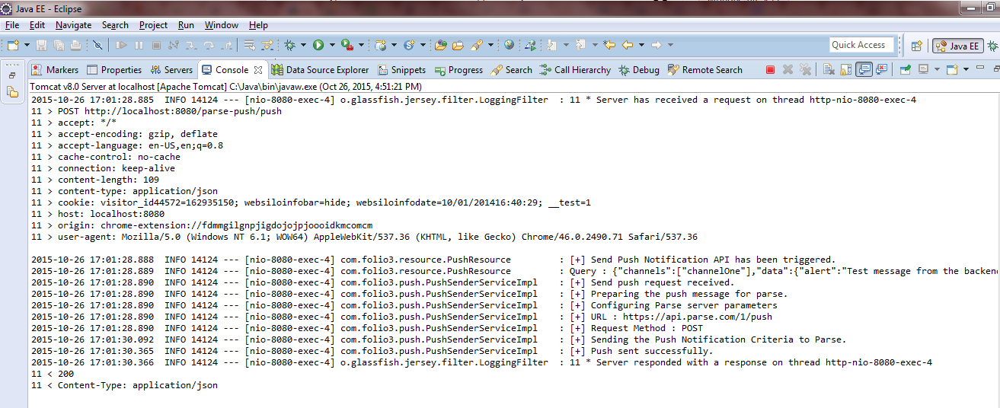 Java EE - Eclipse
File Edit Navigate Search Project Run Window Help
Quick Access Java EE
Markers Properties Servers Console Data Source Explorer Snippets Progress Search Call Hierarchy Debug Remote Search
Tomcat v8.0 Server at localhost [Apache Tomcat] C:\Java\bin\javaw.exe (Oct 26, 2015, 4:51:21 PM)
2015-10-26 17:01:28.885  INFO 14124 --- [nio-8080-exec-4] o.glassfish.jersey.filter.LoggingFilter  : 11 * Server has received a request on thread http-nio-8080-exec-4
11 > POST http://localhost:8080/parse-push/push
11 > accept: */*
11 > accept-encoding: gzip, deflate
11 > accept-language: en-US,en;q=0.8
11 > cache-control: no-cache
11 > connection: keep-alive
11 > content-length: 109
11 > content-type: application/json
11 > cookie: visitor_id44572=162935150; websiloinfobar=hide; websiloinfodate=10/01/201416:40:29; __test=1
11 > host: localhost:8080
11 > origin: chrome-extension://fdmmgilgnpjigdojojpjoooidkmcomcm
11 > user-agent: Mozilla/5.0 (Windows NT 6.1; WOW64) AppleWebKit/537.36 (KHTML, like Gecko) Chrome/46.0.2490.71 Safari/537.36
2015-10-26 17:01:28.888  INFO 14124 --- [nio-8080-exec-4] com.folio3.resource.PushResource         : [+] Send Push Notification API has been triggered.
2015-10-26 17:01:28.889  INFO 14124 --- [nio-8080-exec-4] com.folio3.resource.PushResource         : Query : {"channels":["channelOne"],"data":{"alert":"Test message from the backen
2015-10-26 17:01:28.890  INFO 14124 --- [nio-8080-exec-4] com.folio3.push.PushSenderServiceImpl    : [+] Send push request received.
2015-10-26 17:01:28.890  INFO 14124 --- [nio-8080-exec-4] com.folio3.push.PushSenderServiceImpl    : [+] Preparing the push message for parse.
2015-10-26 17:01:28.890  INFO 14124 --- [nio-8080-exec-4] com.folio3.push.PushSenderServiceImpl    : [+] Configuring Parse server parameters
2015-10-26 17:01:28.890  INFO 14124 --- [nio-8080-exec-4] com.folio3.push.PushSenderServiceImpl    : [+] URL : https://api.parse.com/1/push
2015-10-26 17:01:28.890  INFO 14124 --- [nio-8080-exec-4] com.folio3.push.PushSenderServiceImpl    : [+] Request Method : POST
2015-10-26 17:01:30.092  INFO 14124 --- [nio-8080-exec-4] com.folio3.push.PushSenderServiceImpl    : [+] Sending the Push Notification Criteria to Parse.
2015-10-26 17:01:30.365  INFO 14124 --- [nio-8080-exec-4] com.folio3.push.PushSenderServiceImpl    : [+] Push sent successfully.
2015-10-26 17:01:30.366  INFO 14124 --- [nio-8080-exec-4] o.glassfish.jersey.filter.LoggingFilter  : 11 * Server responded with a response on thread http-nio-8080-exec-4
11 < 200
11 < Content-Type: application/json